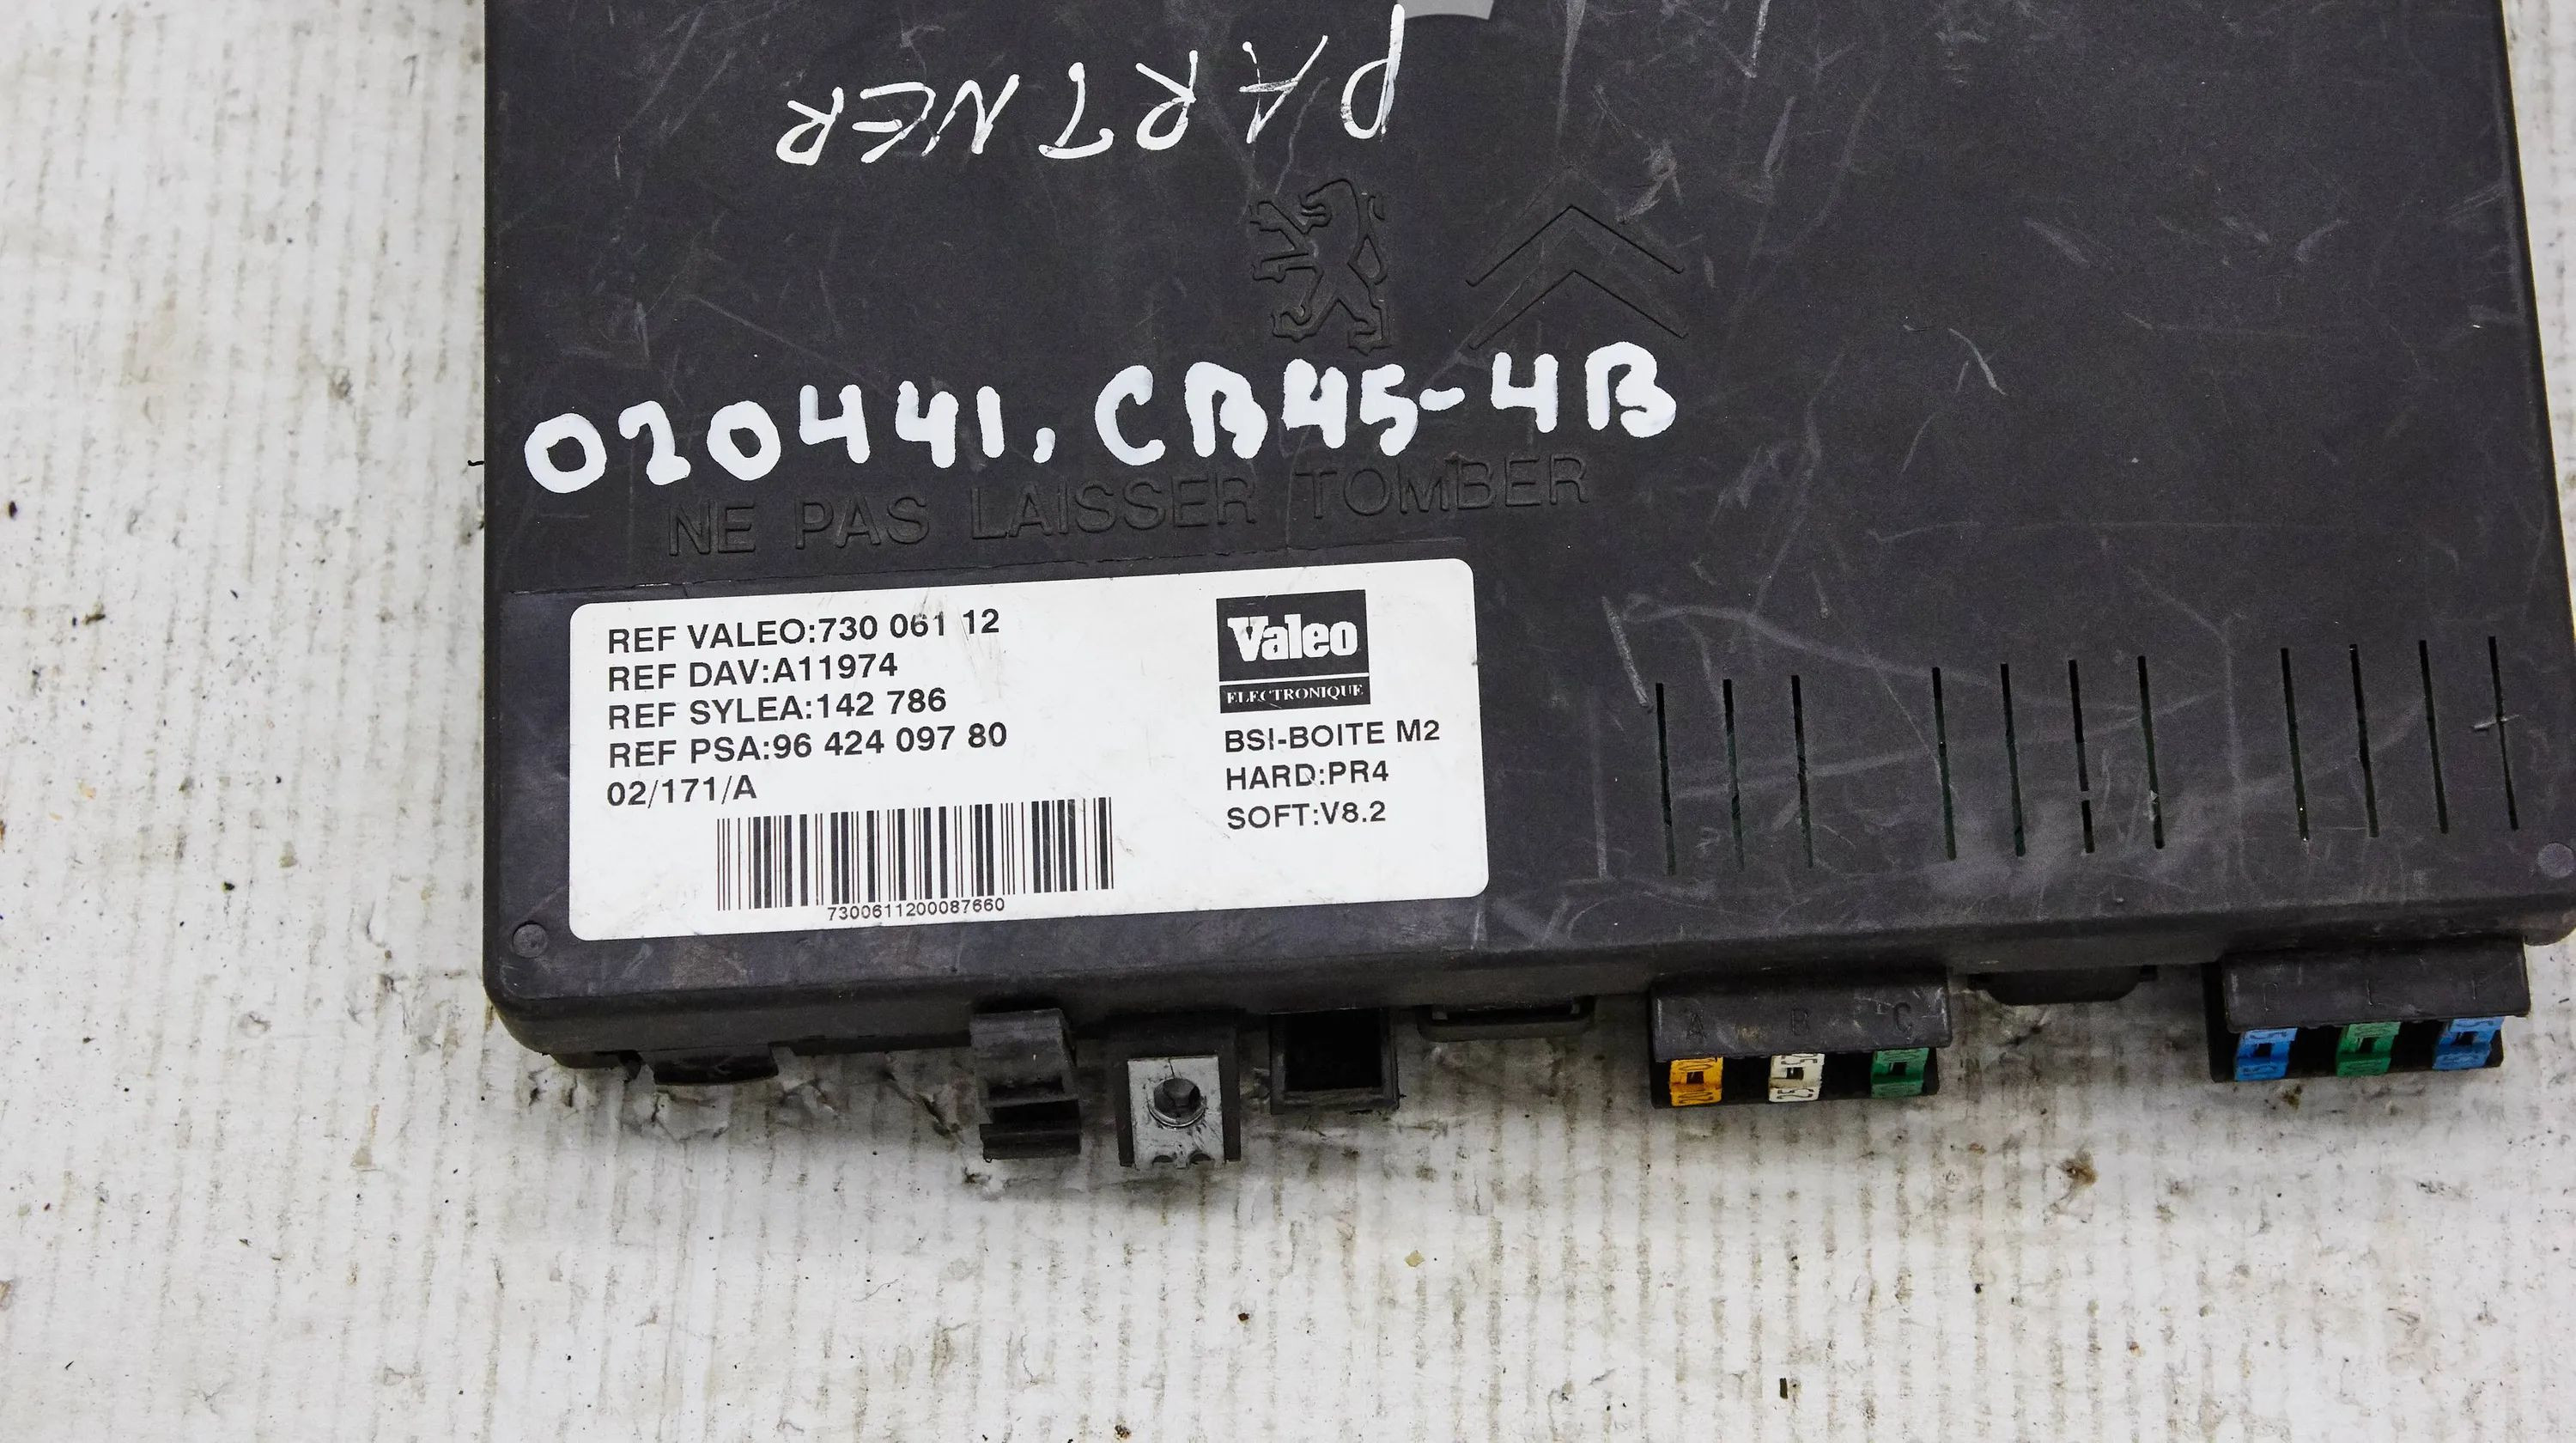 PARTNER
020441, CB45-4B
NE PAS LAISSER TOMBER
REF VALEO:730 061 12
REF DAV:A11974
REF SYLEA:142 786
REF PSA:96 424 097 80
02/171/A
7300611200087660
Valeo
ELECTRONIQUE
BSI-BOITE M2
HARD:PR4
SOFT:V8.2
A B C